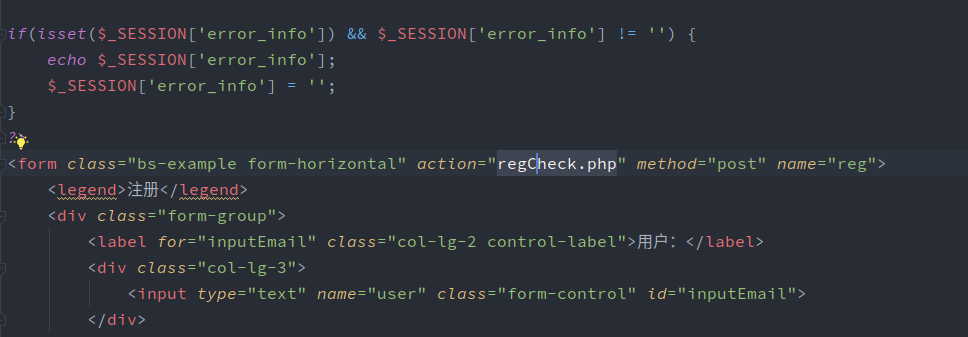 if(isset($_SESSION['error_info']) && $_SESSION['error_info'] != '') {
    echo $_SESSION['error_info'];
    $_SESSION['error_info'] = '';
}
?>
<form class="bs-example form-horizontal" action="regCheck.php" method="post" name="reg">
    <legend>注册</legend>
    <div class="form-group">
        <label for="inputEmail" class="col-lg-2 control-label">用户：</label>
        <div class="col-lg-3">
            <input type="text" name="user" class="form-control" id="inputEmail">
        </div>